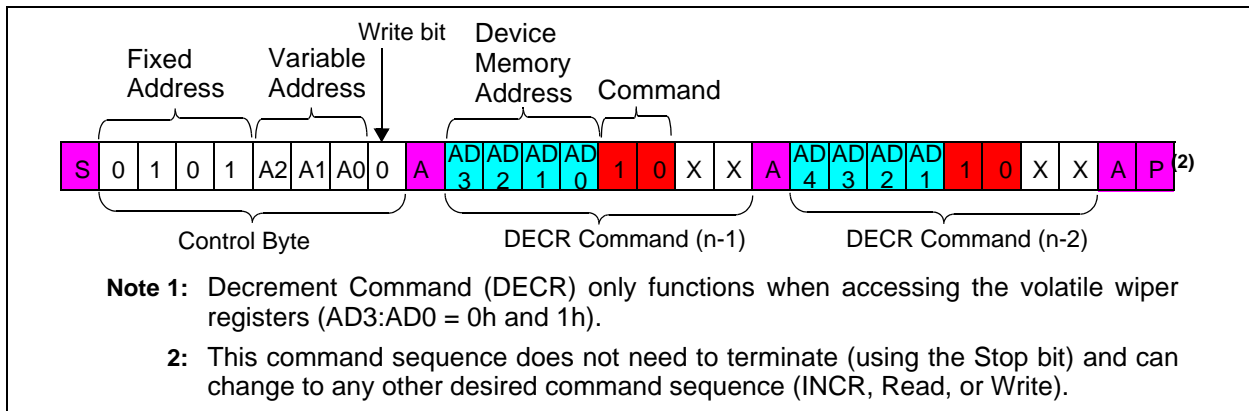 Write bit
Fixed Address
Variable Address
Device Memory Address
Command
S 0 1 0 1 A2 A1 A0 0 A AD3 AD2 AD1 AD0 1 0 X X A AD4 AD3 AD2 AD1 1 0 X X A P (2)
Control Byte
DECR Command (n-1)
DECR Command (n-2)
Note 1: Decrement Command (DECR) only functions when accessing the volatile wiper
registers (AD3:AD0 = 0h and 1h).
2: This command sequence does not need to terminate (using the Stop bit) and can
change to any other desired command sequence (INCR, Read, or Write).